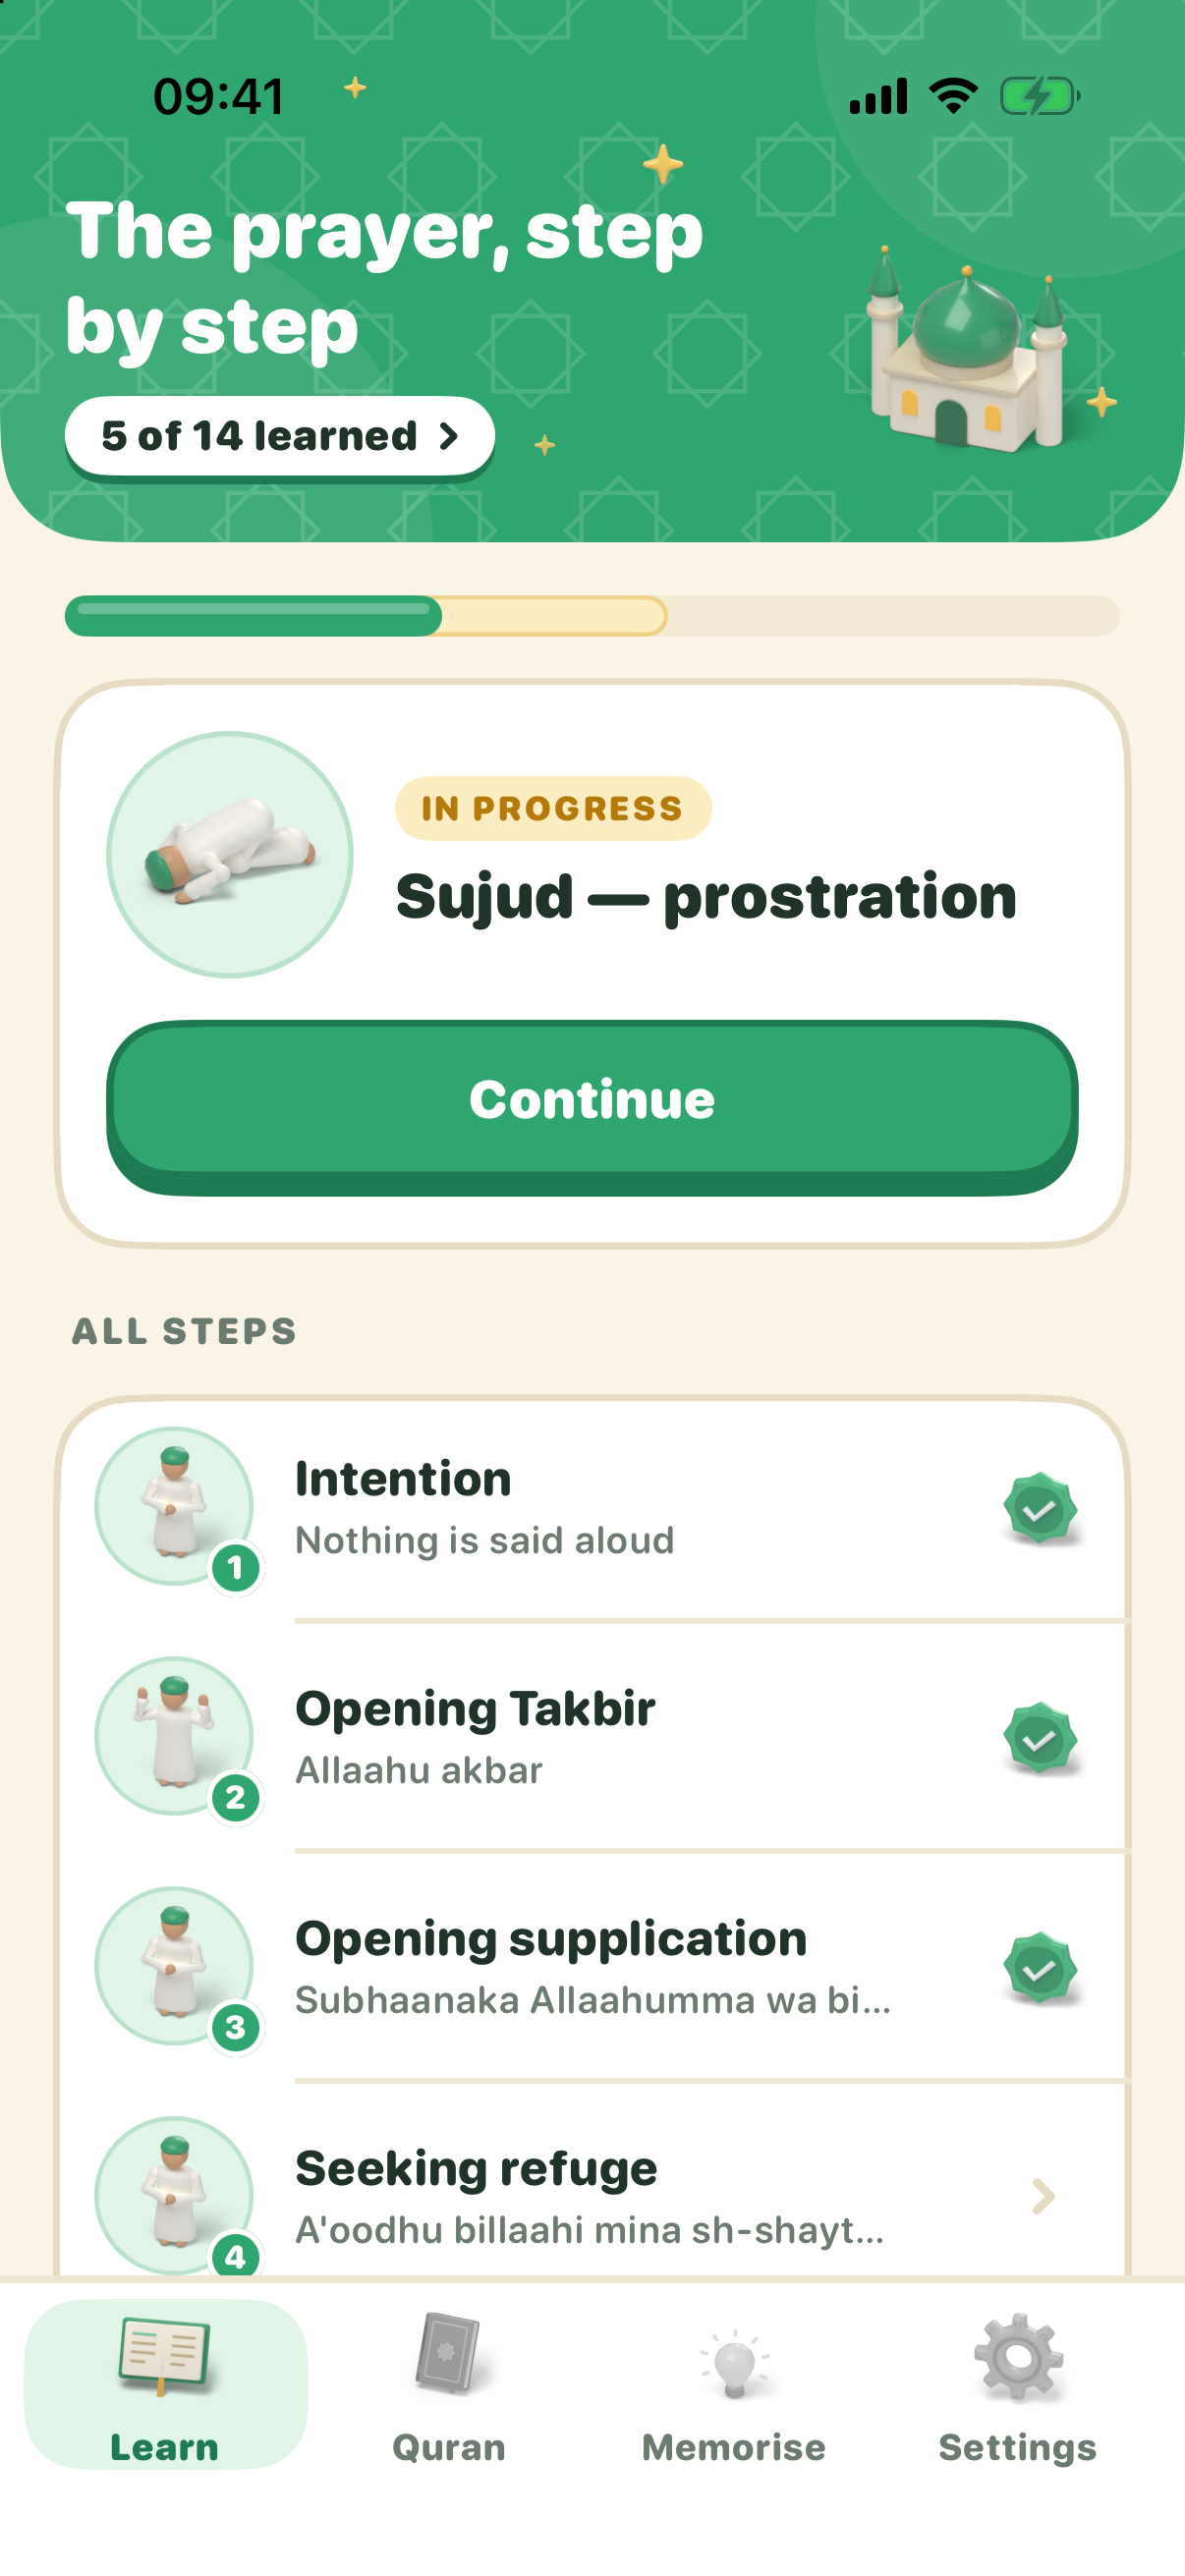 09:41
The prayer, step
by step
5 of 14 learned
IN PROGRESS
Sujud — prostration
Continue
ALL STEPS
Intention
Nothing is said aloud
1
Opening Takbir
Allaahu akbar
2
Opening supplication
Subhaanaka Allaahumma wa bi...
3
Seeking refuge
A'oodhu billaahi mina sh-shayt...
4
Learn
Quran
Memorise
Settings